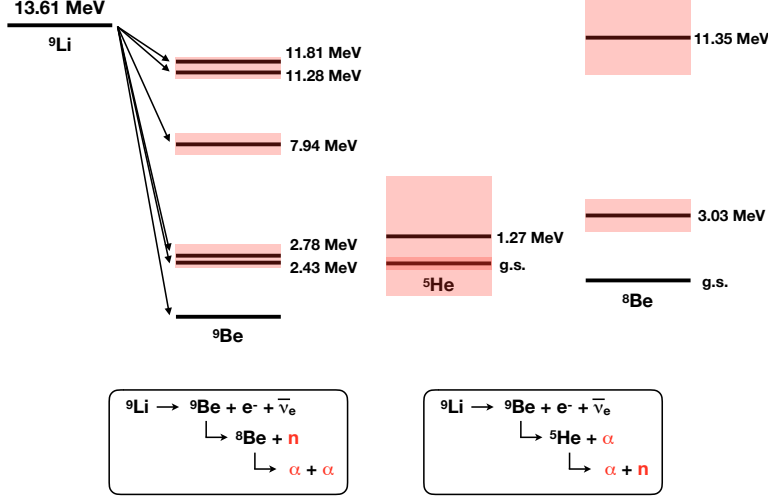 13.61 MeV
⁹Li
11.81 MeV
11.28 MeV
7.94 MeV
2.78 MeV
2.43 MeV
⁹Be
1.27 MeV
g.s.
⁵He
11.35 MeV
3.03 MeV
g.s.
⁸Be
⁹Li → ⁹Be + e⁻ + ν̅ₑ
⁸Be + n
α + α
⁹Li → ⁹Be + e⁻ + ν̅ₑ
⁵He + α
α + n